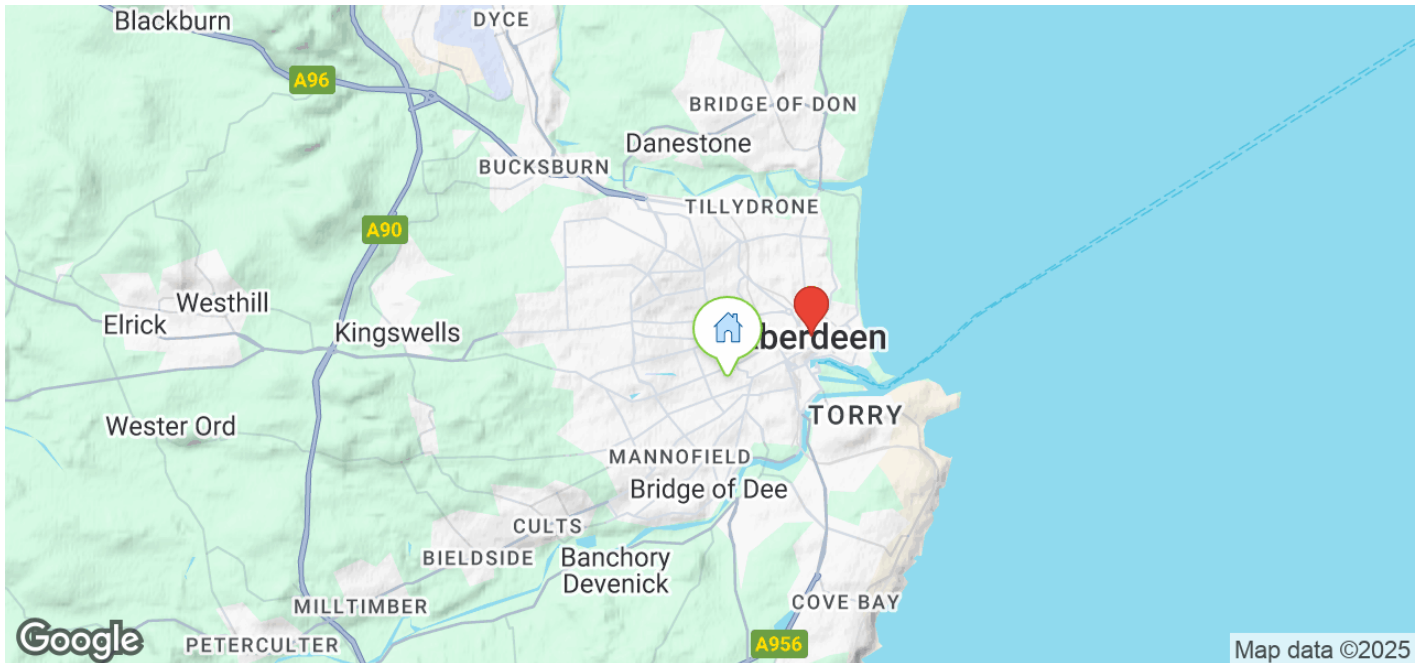 Blackburn
DYCE
A96
BRIDGE OF DON
Danestone
BUCKSBURN
TILLYDRONE
A90
Westhill
Elrick
Kingswells
berdeen
TORRY
Wester Ord
MANNOFIELD
Bridge of Dee
CULTS
BIELDSIDE
Banchory
Devenick
MILLTIMBER
COVE BAY
PETERCULTER
A956
Google
Map data ©2025